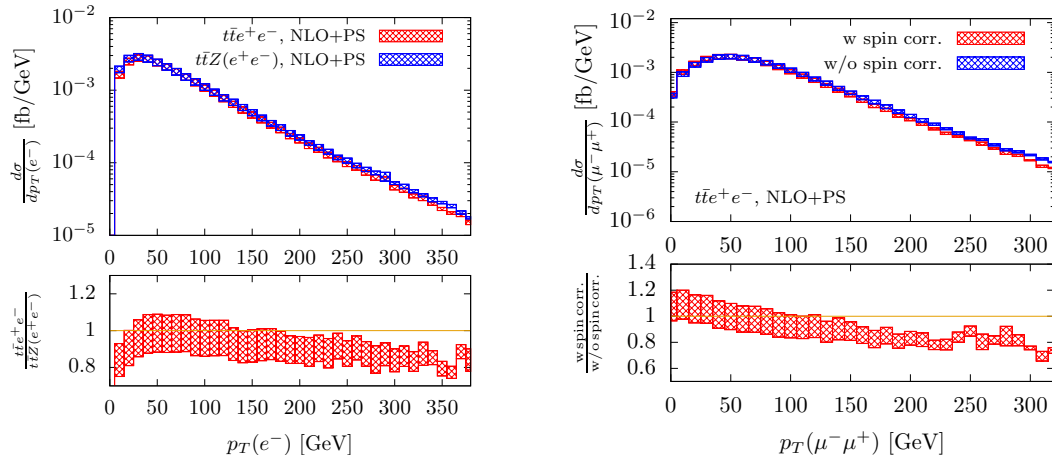 10⁻²
10⁻³
10⁻⁴
10⁻⁵
dσ/dp_T(e⁻) [fb/GeV]
tt̄e⁺e⁻, NLO+PS
tt̄Z(e⁺e⁻), NLO+PS
0 50 100 150 200 250 300 350
1.2
1
0.8
tt̄e⁺e⁻/tt̄Z(e⁺e⁻)
0 50 100 150 200 250 300 350
p_T(e⁻) [GeV]
10⁻¹
10⁻²
10⁻³
10⁻⁴
10⁻⁵
10⁻⁶
dσ/dp_T(μ⁻μ⁺) [fb/GeV]
w spin corr.
w/o spin corr.
tt̄e⁺e⁻, NLO+PS
0 50 100 150 200 250 300
1.4
1.2
1
0.8
0.6
w spin corr./w/o spin corr.
0 50 100 150 200 250 300
p_T(μ⁻μ⁺) [GeV]